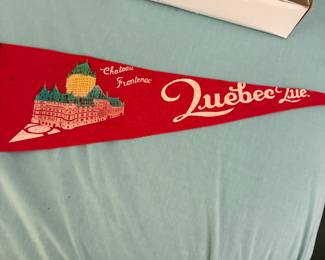 Chateau
Frontenac
Quebec Que.